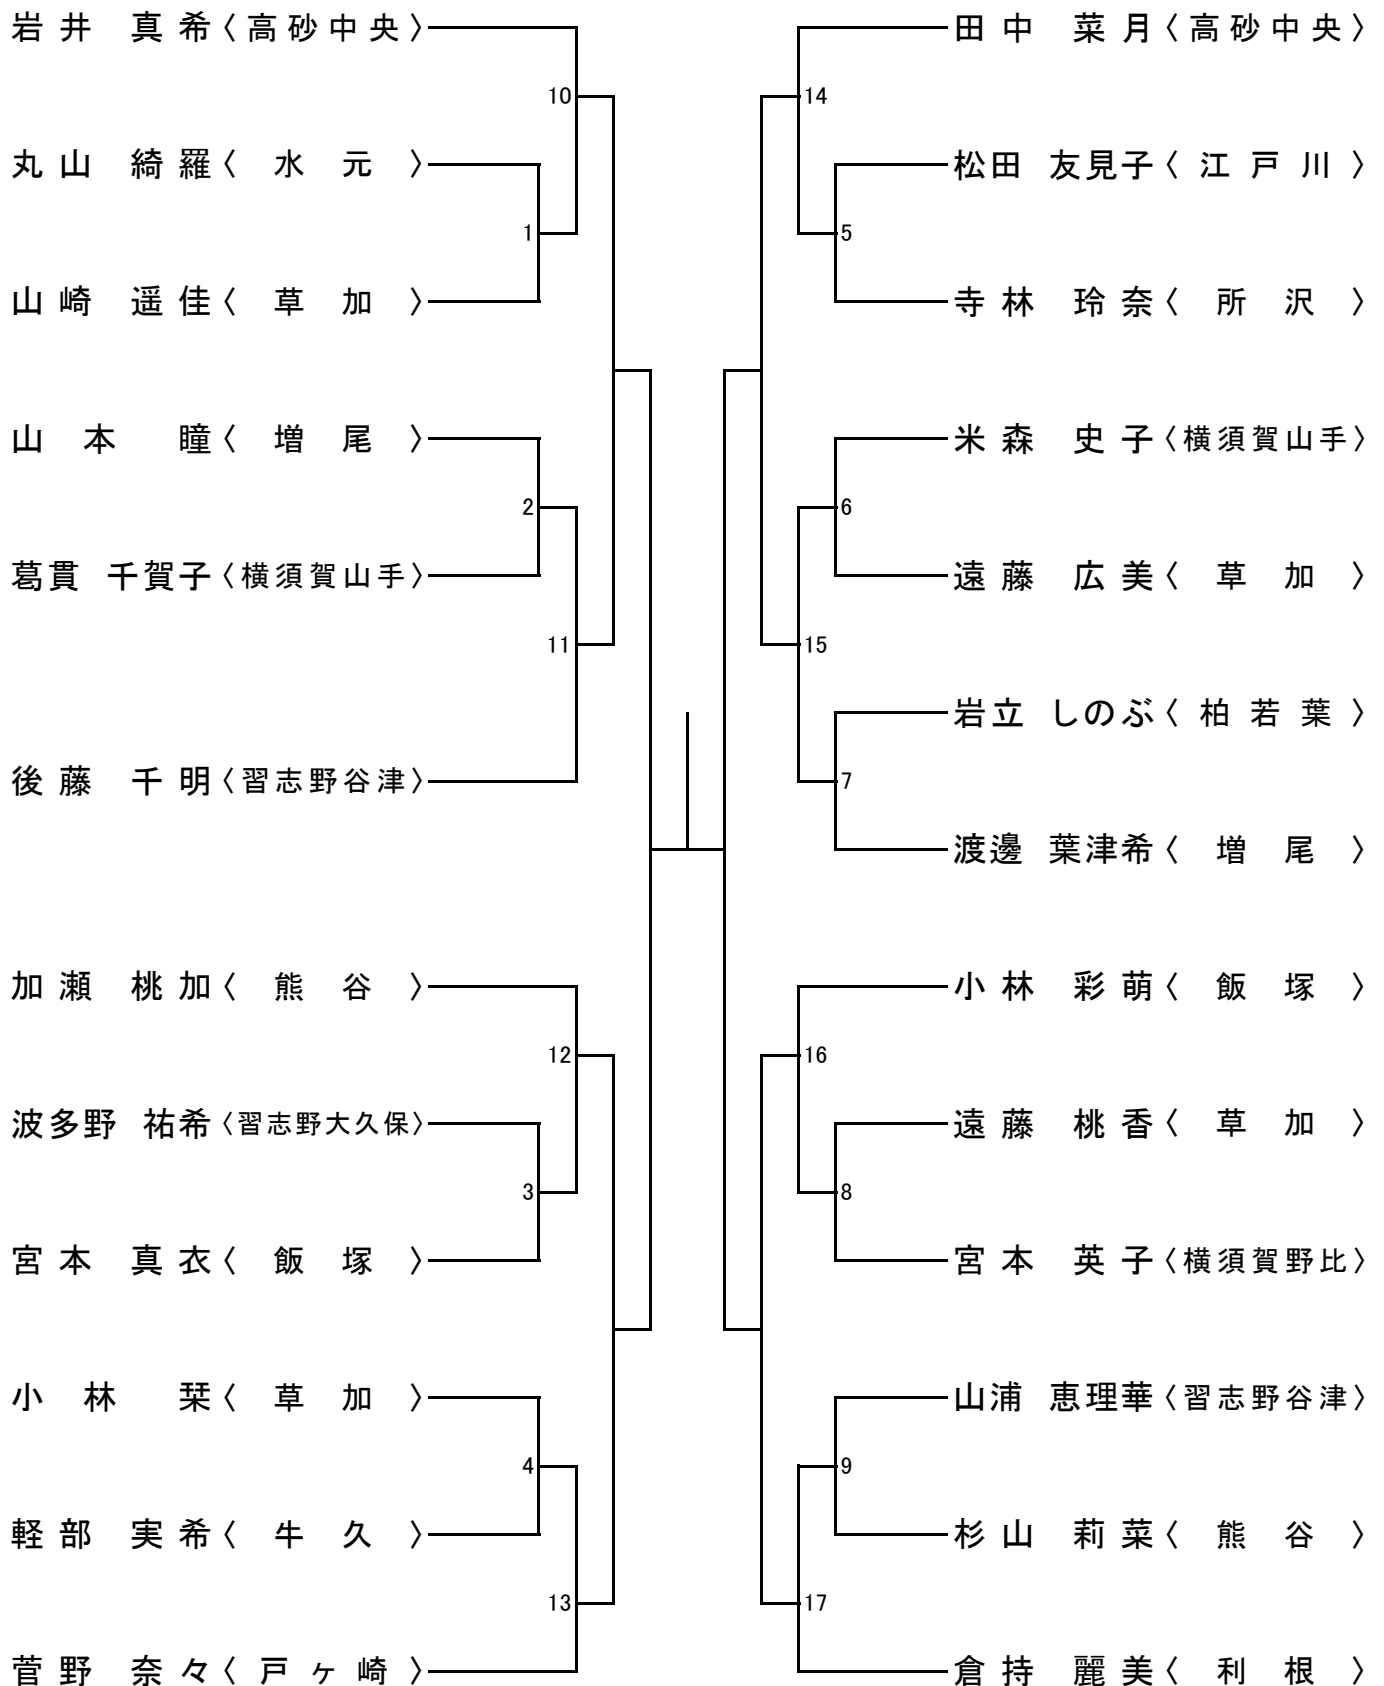 岩井 真希〈高砂中央〉
10
丸山 綺羅〈水元〉
1
山崎 遥佳〈草加〉
山本 瞳〈増尾〉
2
葛貫 千賀子〈横須賀山手〉
11
後藤 千明〈習志野谷津〉
加瀬 桃加〈熊谷〉
12
波多野 祐希〈習志野大久保〉
3
宮本 真衣〈飯塚〉
小林 栞〈草加〉
4
軽部 実希〈牛久〉
13
菅野 奈々〈戸ヶ崎〉
田中 菜月〈高砂中央〉
14
松田 友見子〈江戸川〉
5
寺林 玲奈〈所沢〉
米森 史子〈横須賀山手〉
6
遠藤 広美〈草加〉
15
岩立 しのぶ〈柏若葉〉
7
渡邊 葉津希〈増尾〉
小林 彩萌〈飯塚〉
16
遠藤 桃香〈草加〉
8
宮本 英子〈横須賀野比〉
山浦 恵理華〈習志野谷津〉
9
杉山 莉菜〈熊谷〉
17
倉持 麗美〈利根〉